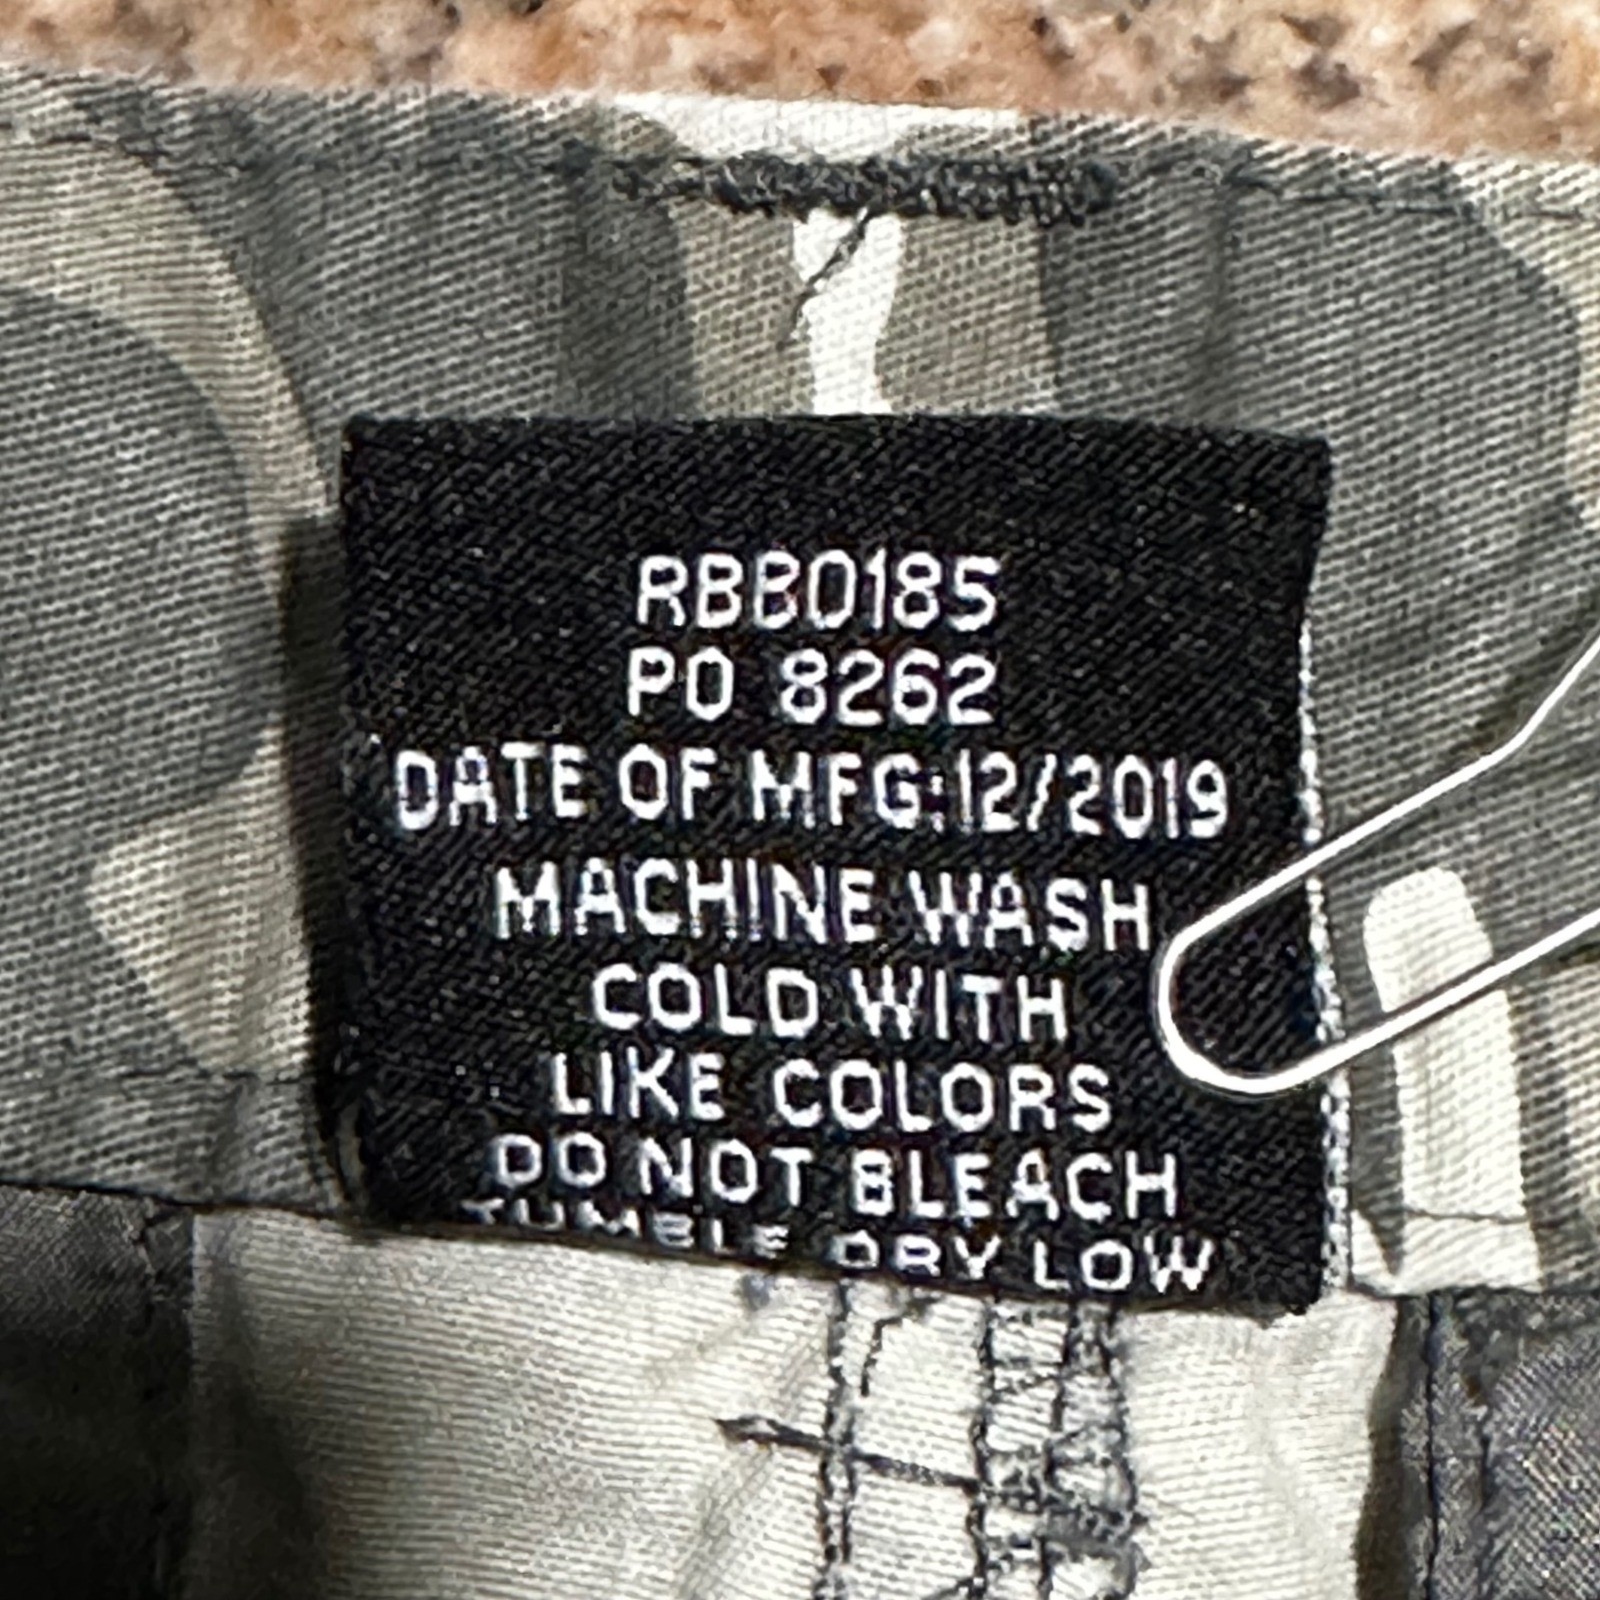 RBB0185
PO 8262
DATE OF MFG:12/2019
MACHINE WASH
COLD WITH
LIKE COLORS
DO NOT BLEACH
TUMBLE DRY LOW